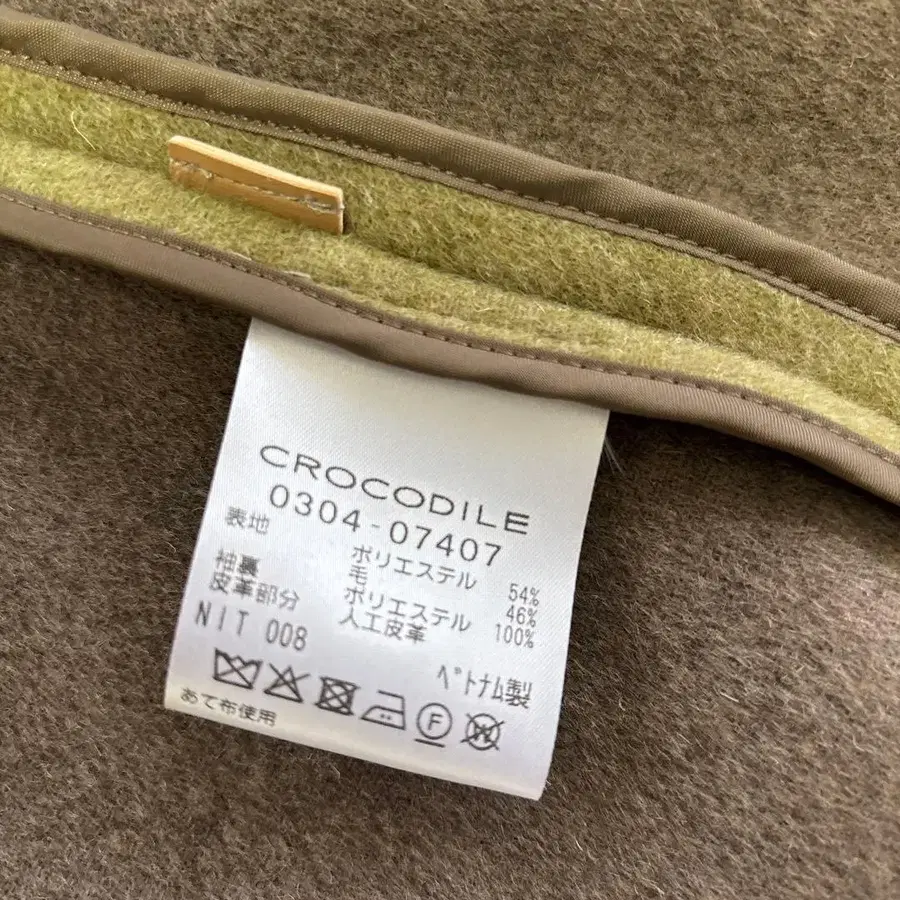 CROCODILE
0304-07407
表地 ポリエステル 54%
毛 46%
袖裏 ポリエステル 100%
皮革部分 人工皮革
NIT 008
ベトナム製
F W
あて布使用